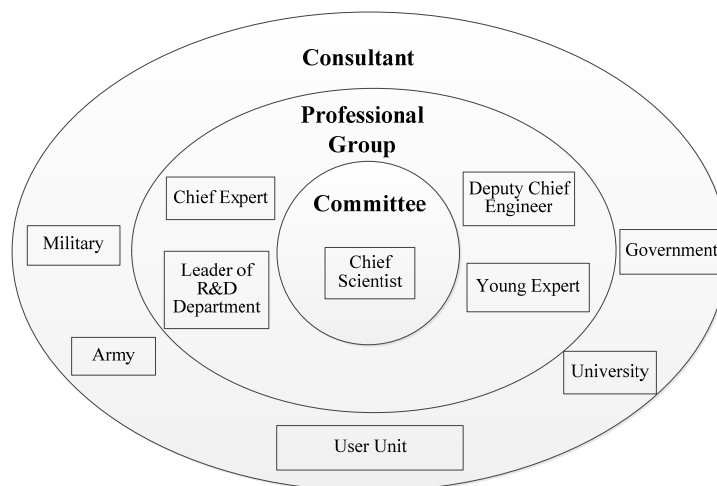 Consultant
Professional
Group
Committee
Chief Expert
Deputy Chief
Engineer
Military
Government
Leader of
R&D
Department
Chief
Scientist
Young Expert
Army
University
User Unit